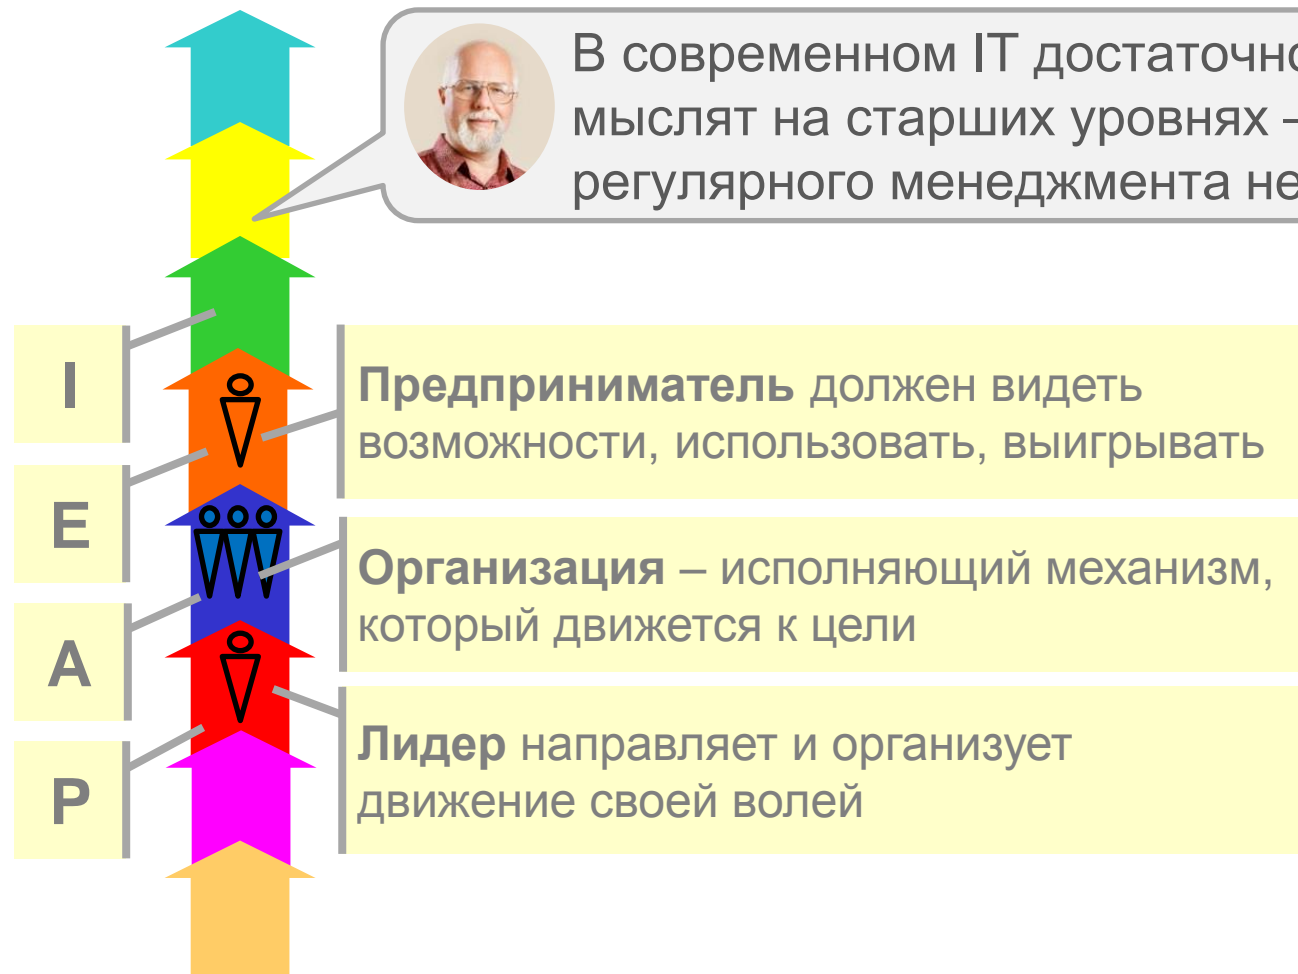 В современном IT достаточно
мыслят на старших уровнях –
регулярного менеджмента не
I
Предприниматель должен видеть
возможности, использовать, выигрывать
E
Организация – исполняющий механизм,
который движется к цели
A
Лидер направляет и организует
движение своей волей
P